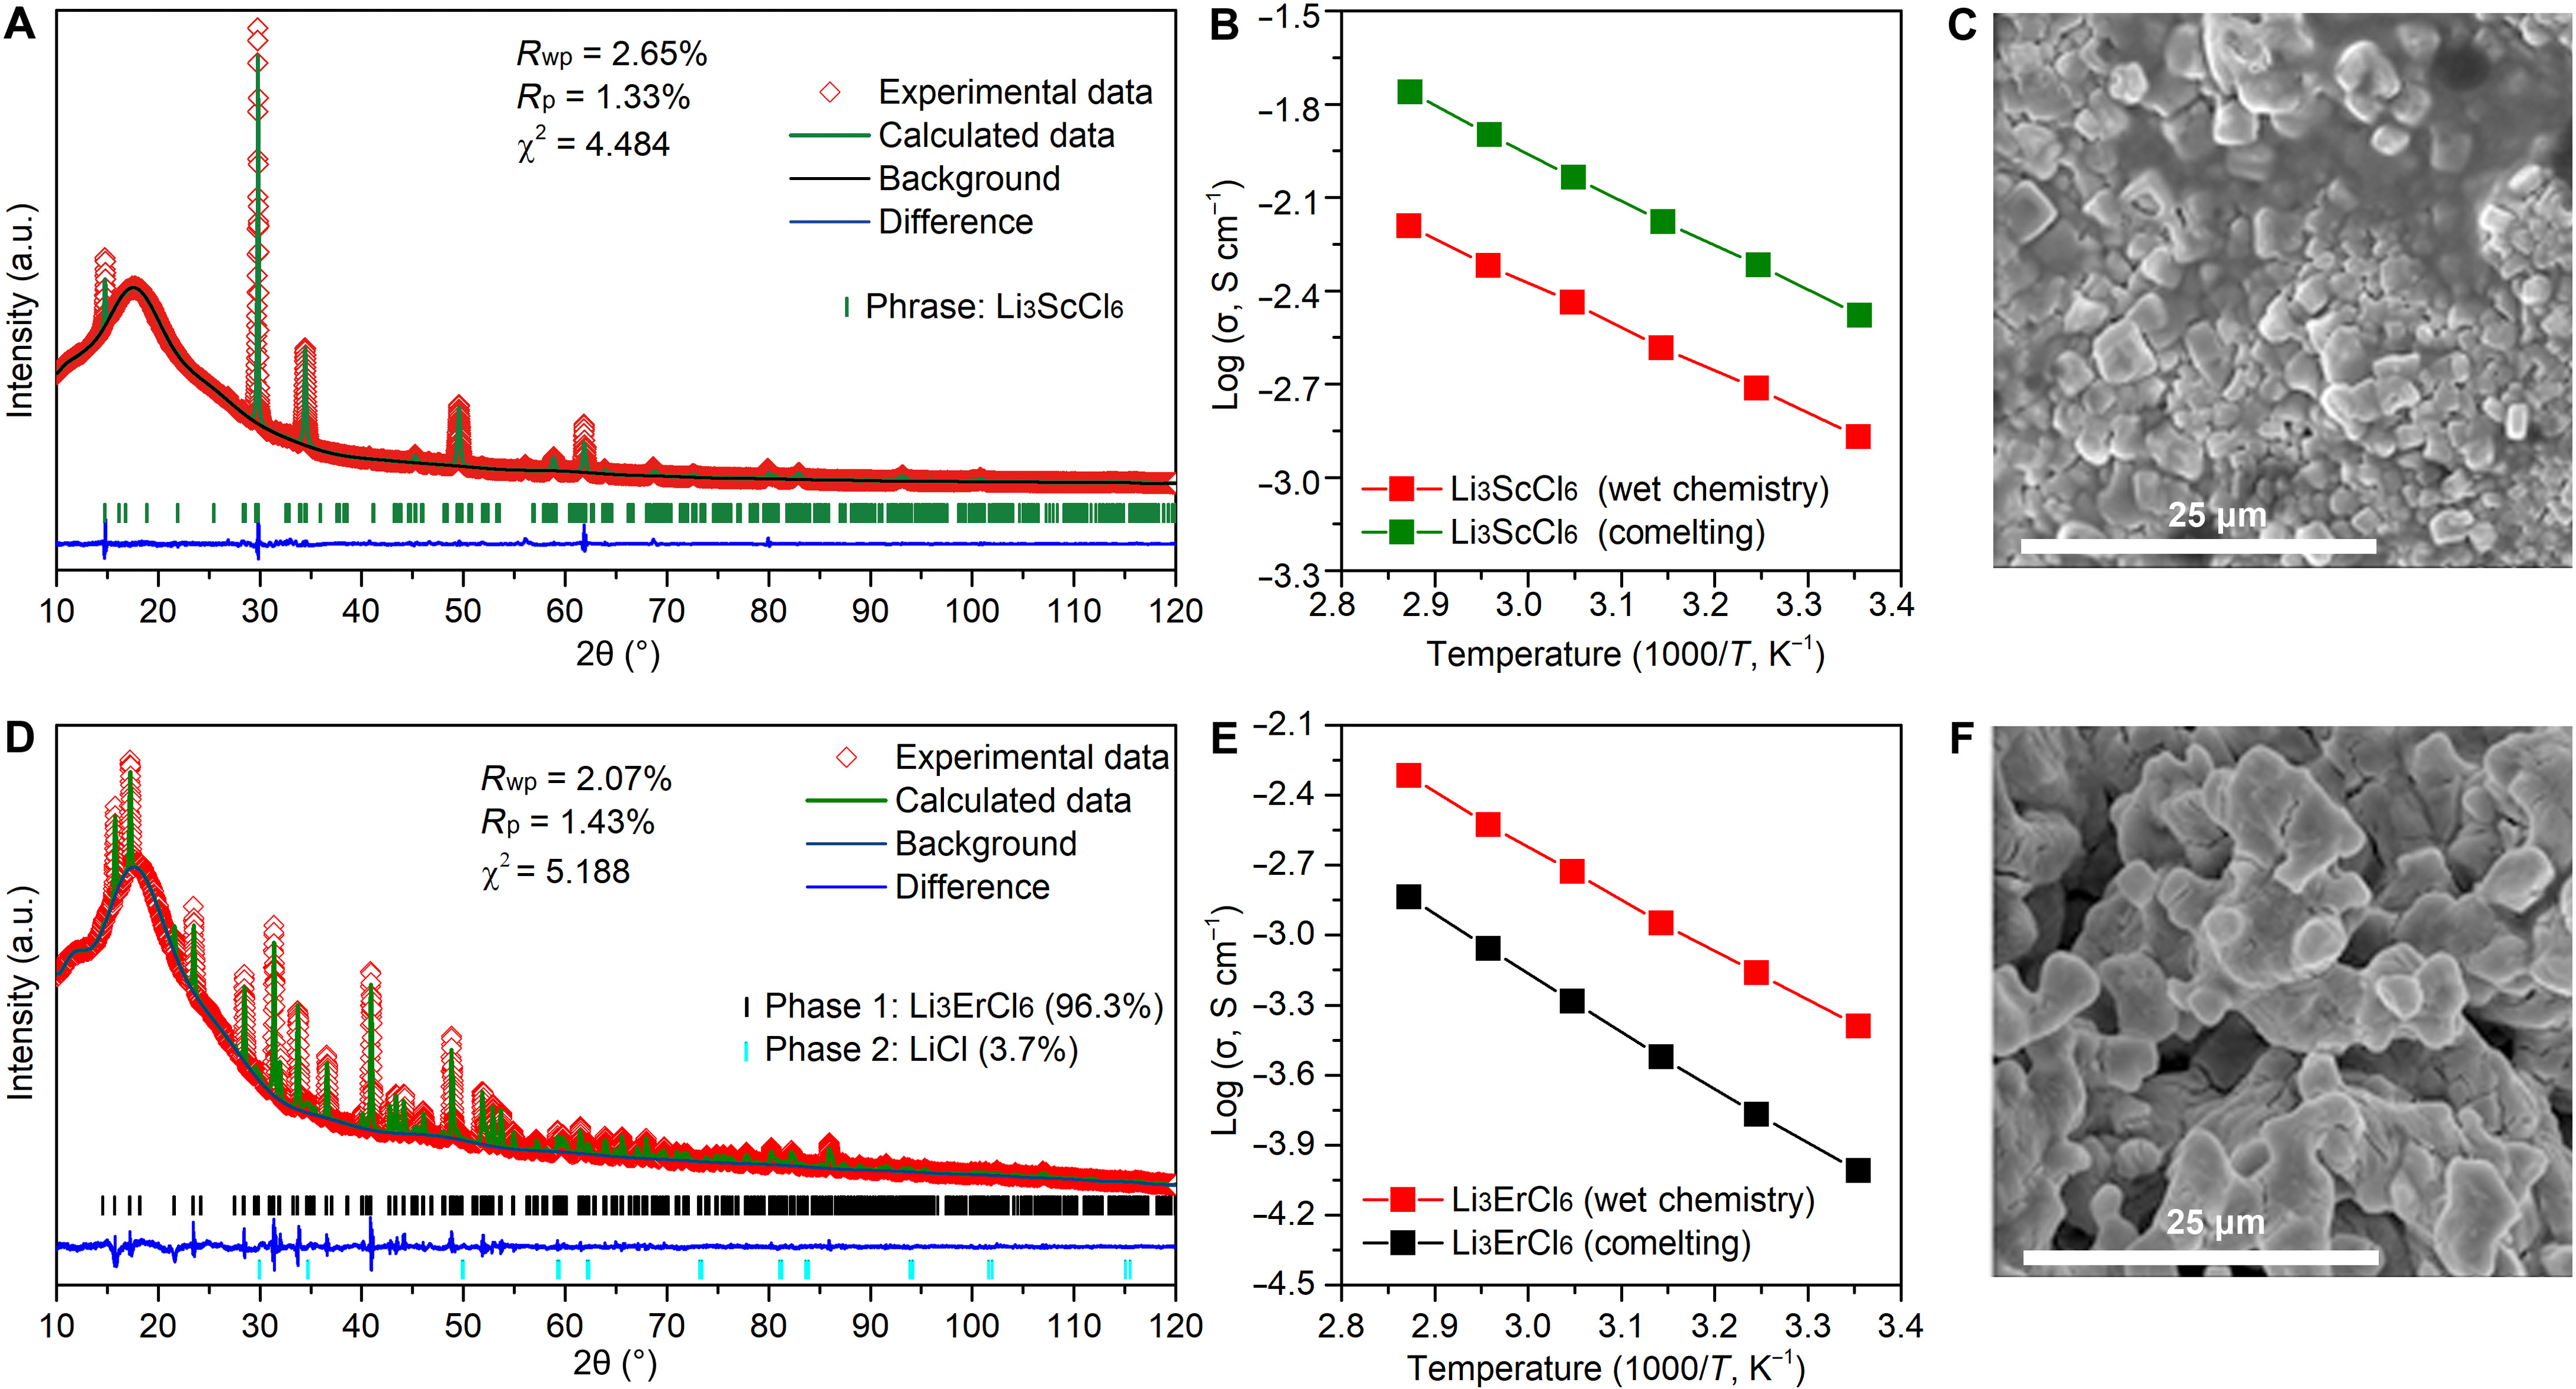 A
Rwp = 2.65%
Rp = 1.33%
χ² = 4.484
Experimental data
Calculated data
Background
Difference
Phrase: Li3ScCl6
Intensity (a.u.)
10 20 30 40 50 60 70 80 90 100 110 120
2θ (°)
B
−1.5
−1.8
−2.1
−2.4
−2.7
−3.0
−3.3
Log (σ, S cm⁻¹)
Li3ScCl6 (wet chemistry)
Li3ScCl6 (comelting)
2.8 2.9 3.0 3.1 3.2 3.3 3.4
Temperature (1000/T, K⁻¹)
C
25 μm
D
Rwp = 2.07%
Rp = 1.43%
χ² = 5.188
Experimental data
Calculated data
Background
Difference
Phase 1: Li3ErCl6 (96.3%)
Phase 2: LiCl (3.7%)
Intensity (a.u.)
10 20 30 40 50 60 70 80 90 100 110 120
2θ (°)
E
−2.1
−2.4
−2.7
−3.0
−3.3
−3.6
−3.9
−4.2
−4.5
Log (σ, S cm⁻¹)
Li3ErCl6 (wet chemistry)
Li3ErCl6 (comelting)
2.8 2.9 3.0 3.1 3.2 3.3 3.4
Temperature (1000/T, K⁻¹)
F
25 μm